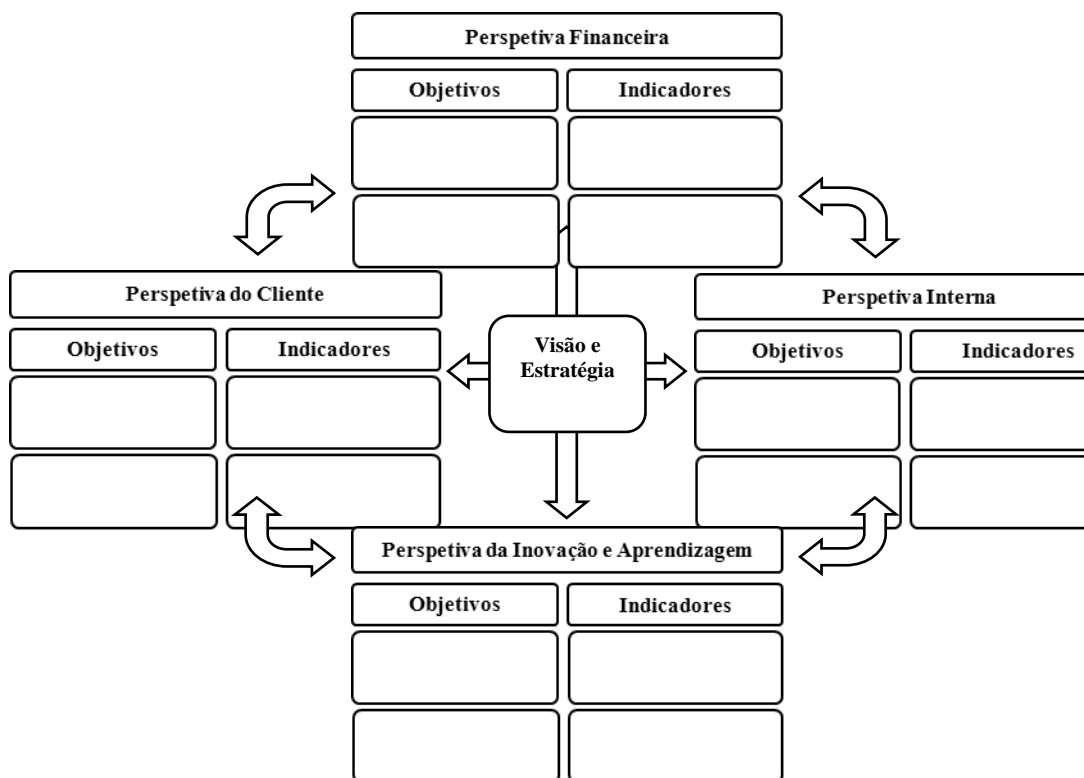 Perspetiva Financeira
Objetivos
Indicadores
Perspetiva do Cliente
Objetivos
Indicadores
Visão e
Estratégia
Perspetiva Interna
Objetivos
Indicadores
Perspetiva da Inovação e Aprendizagem
Objetivos
Indicadores